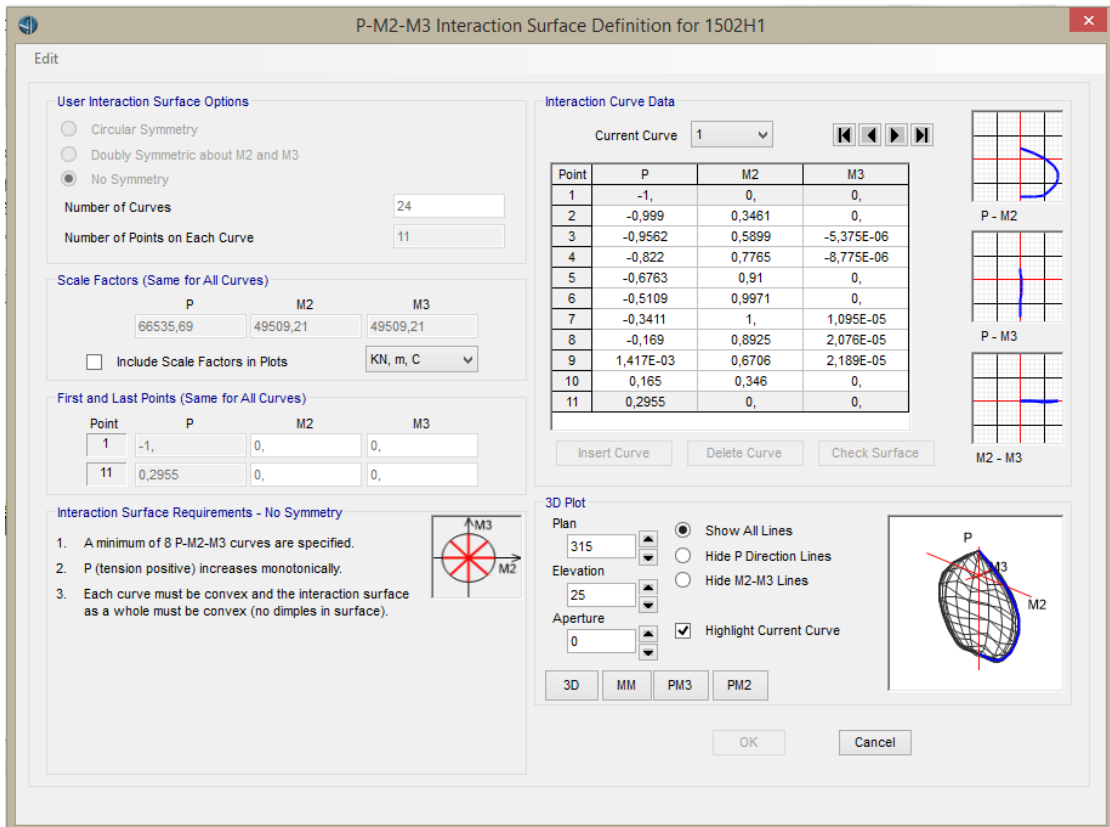 P-M2-M3 Interaction Surface Definition for 1502H1
Edit
User Interaction Surface Options
Circular Symmetry
Doubly Symmetric about M2 and M3
No Symmetry
Number of Curves 24
Number of Points on Each Curve 11
Scale Factors (Same for All Curves)
P M2 M3
66535,69 49509,21 49509,21
Include Scale Factors in Plots KN, m, C
First and Last Points (Same for All Curves)
Point P M2 M3
1 -1, 0, 0,
11 0,2955 0, 0,
Interaction Surface Requirements - No Symmetry
1. A minimum of 8 P-M2-M3 curves are specified.
2. P (tension positive) increases monotonically.
3. Each curve must be convex and the interaction surface
as a whole must be convex (no dimples in surface).
M3
M2
Interaction Curve Data
Current Curve 1
Point P M2 M3
1 -1, 0, 0,
2 -0,999 0,3461 0,
3 -0,9562 0,5899 -5,375E-06
4 -0,822 0,7765 -8,775E-06
5 -0,6763 0,91 0,
6 -0,5109 0,9971 0,
7 -0,3411 1, 1,095E-05
8 -0,169 0,8925 2,076E-05
9 1,417E-03 0,6706 2,189E-05
10 0,165 0,346 0,
11 0,2955 0, 0,
Insert Curve Delete Curve Check Surface
P - M2
P - M3
M2 - M3
3D Plot
Plan
315
Elevation
25
Aperture
0
Show All Lines
Hide P Direction Lines
Hide M2-M3 Lines
Highlight Current Curve
3D MM PM3 PM2
P
M3
M2
OK Cancel